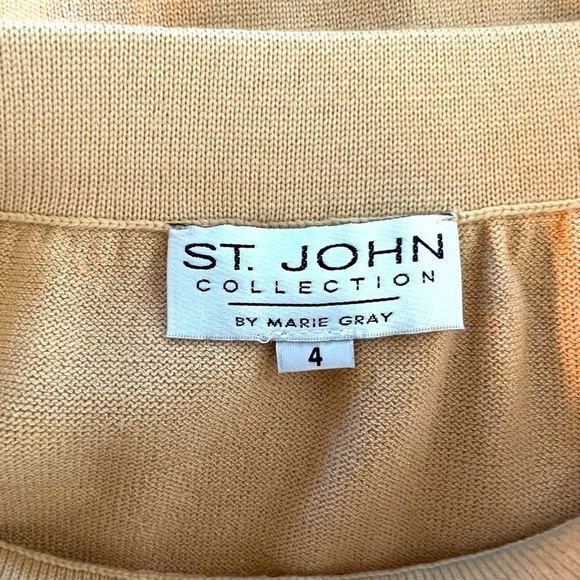 ST. JOHN
COLLECTION
BY MARIE GRAY
4